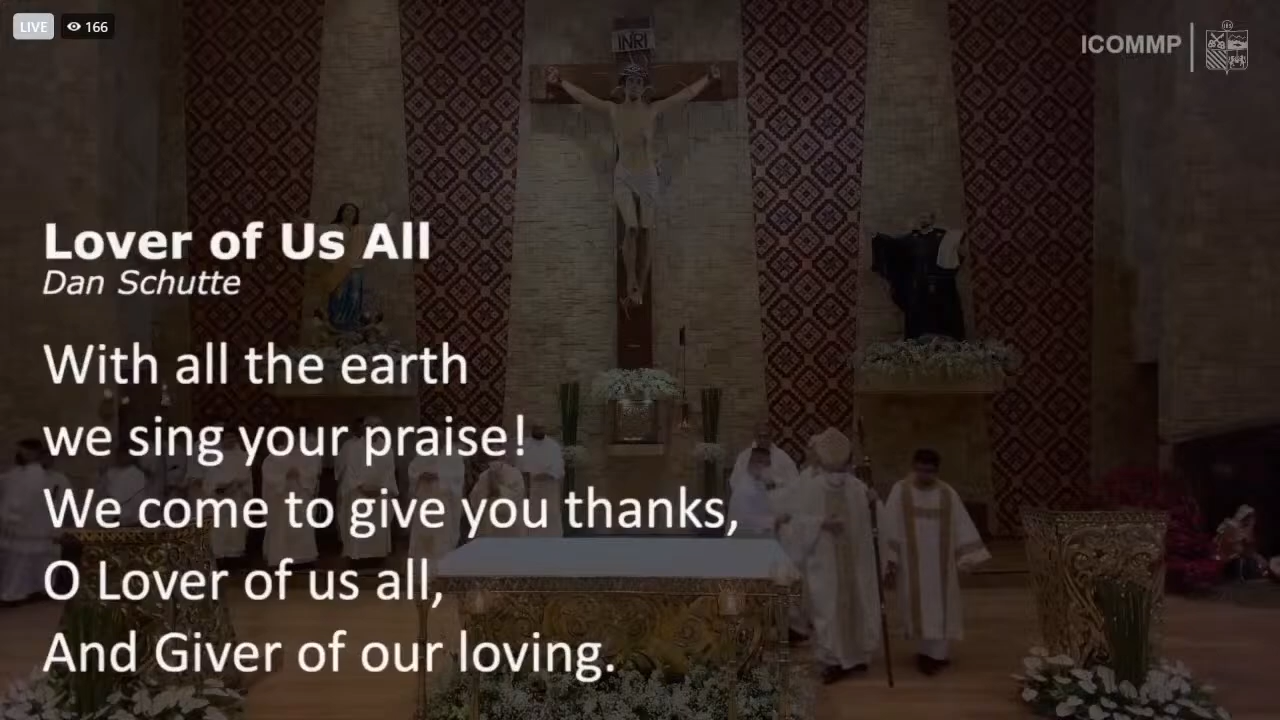 LIVE 166
ICOMMP
INRI
Lover of Us All
Dan Schutte
With all the earth
we sing your praise!
We come to give you thanks,
O Lover of us all,
And Giver of our loving.